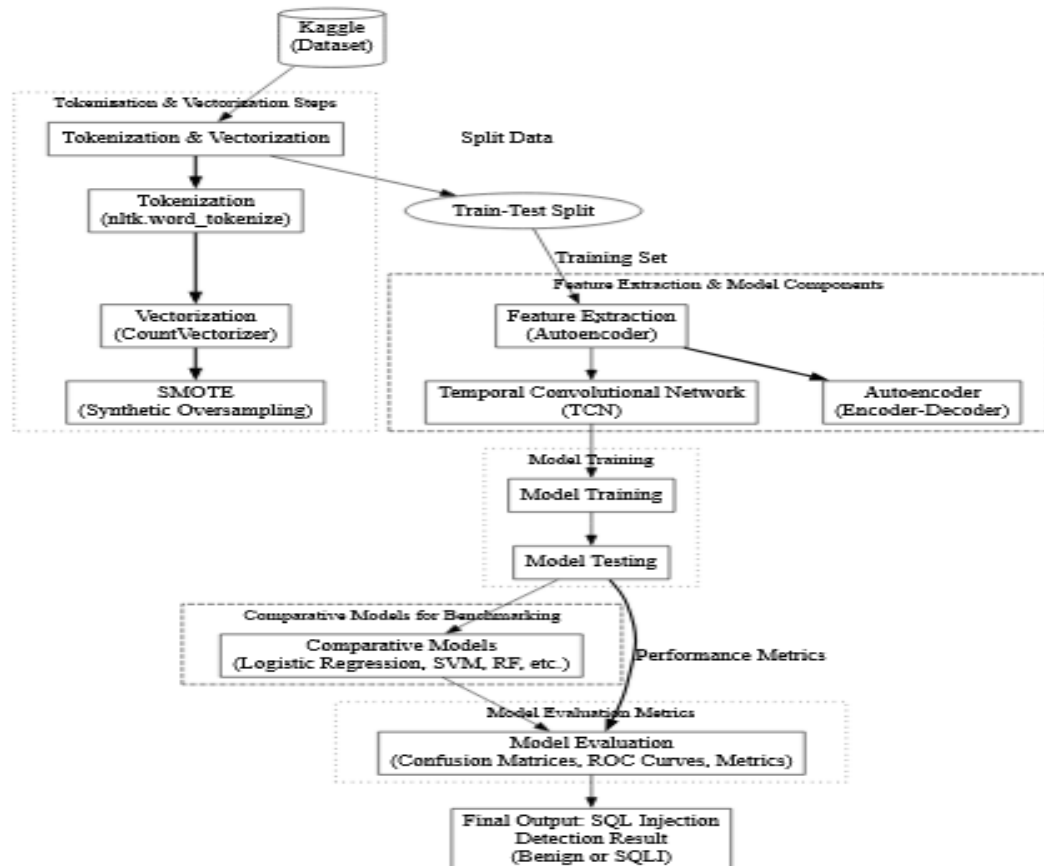 Kaggle
(Dataset)
Tokenization & Vectorization Steps
Tokenization & Vectorization
Split Data
Tokenization
(nltk.word_tokenize)
Train-Test Split
Training Set
Feature Extraction & Model Components
Vectorization
(CountVectorizer)
Feature Extraction
(Autoencoder)
SMOTE
(Synthetic Oversampling)
Temporal Convolutional Network
(TCN)
Autoencoder
(Encoder-Decoder)
Model Training
Model Training
Model Testing
Comparative Models for Benchmarking
Comparative Models
(Logistic Regression, SVM, RF, etc.)
Performance Metrics
Model Evaluation Metrics
Model Evaluation
(Confusion Matrices, ROC Curves, Metrics)
Final Output: SQL Injection
Detection Result
(Benign or SQLI)